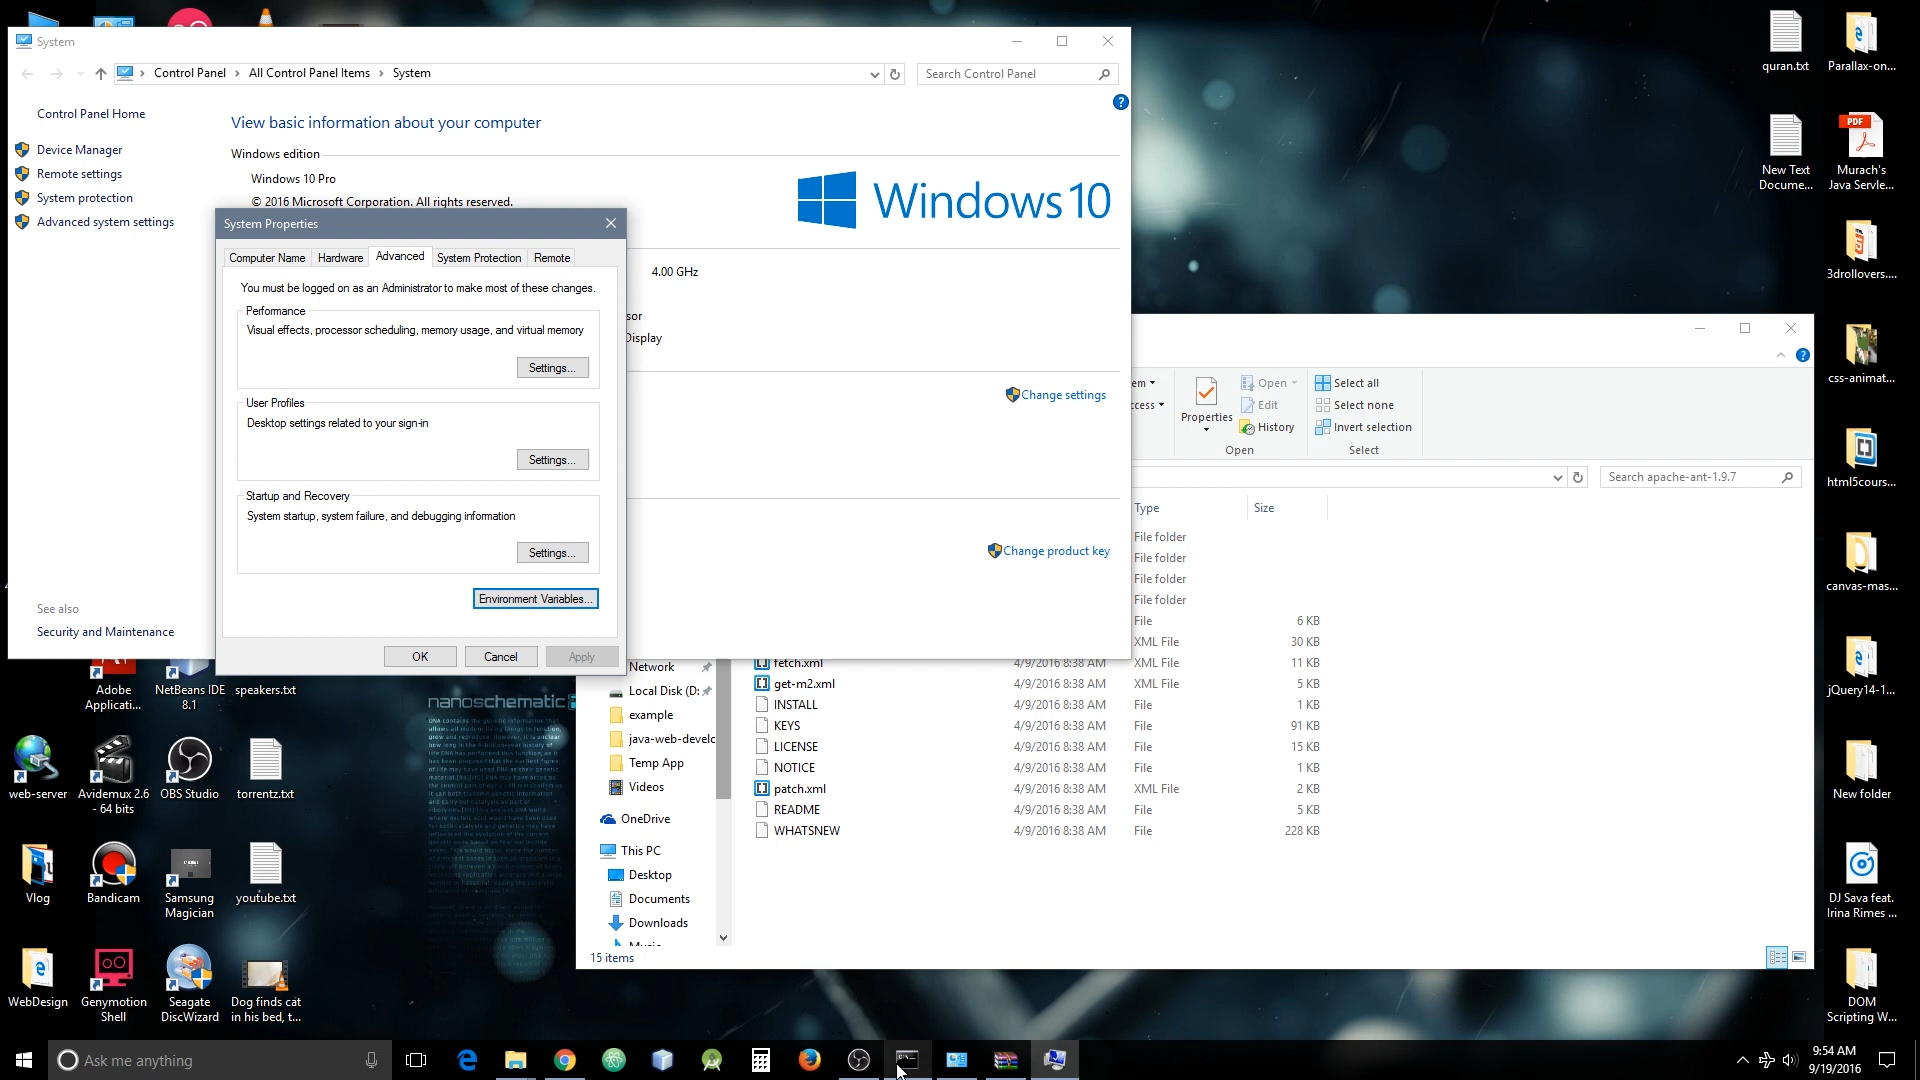 System
Control Panel
All Control Panel Items
System
Search Control Panel
Control Panel Home
Device Manager
Remote settings
System protection
Advanced system settings
See also
Security and Maintenance
View basic information about your computer
Windows edition
Windows 10 Pro
© 2016 Microsoft Corporation. All rights reserved.
Windows 10
4.00 GHz
sor
Display
Change settings
Change product key
System Properties
Computer Name
Hardware
Advanced
System Protection
Remote
You must be logged on as an Administrator to make most of these changes.
Performance
Visual effects, processor scheduling, memory usage, and virtual memory
Settings...
User Profiles
Desktop settings related to your sign-in
Settings...
Startup and Recovery
System startup, system failure, and debugging information
Settings...
Environment Variables...
OK
Cancel
Apply
em
ccess
Properties
Open
Edit
History
Open
Select all
Select none
Invert selection
Select
Search apache-ant-1.9.7
Type
Size
File folder
File folder
File folder
File folder
File 6 KB
XML File 30 KB
fetch.xml 4/9/2016 8:38 AM XML File 11 KB
get-m2.xml 4/9/2016 8:38 AM XML File 5 KB
INSTALL 4/9/2016 8:38 AM File 1 KB
KEYS 4/9/2016 8:38 AM File 91 KB
LICENSE 4/9/2016 8:38 AM File 15 KB
NOTICE 4/9/2016 8:38 AM File 1 KB
patch.xml 4/9/2016 8:38 AM XML File 2 KB
README 4/9/2016 8:38 AM File 5 KB
WHATSNEW 4/9/2016 8:38 AM File 228 KB
Network
Local Disk (D:
example
java-web-develc
Temp App
Videos
OneDrive
This PC
Desktop
Documents
Downloads
Music
15 items
nanoschematic
Adobe
Applicati...
NetBeans IDE
8.1
speakers.txt
web-server
Avidemux 2.6
- 64 bits
OBS Studio
torrentz.txt
Vlog
Bandicam
Samsung
Magician
youtube.txt
WebDesign
Genymotion
Shell
Seagate
DiscWizard
Dog finds cat
in his bed, t...
quran.txt
Parallax-on...
New Text
Docume...
PDF
Murach's
Java Servle...
3drollovers....
css-animat...
html5cours...
canvas-mas...
jQuery14-1...
New folder
DJ Sava feat.
Irina Rimes ...
DOM
Scripting W...
Ask me anything
9:54 AM
9/19/2016